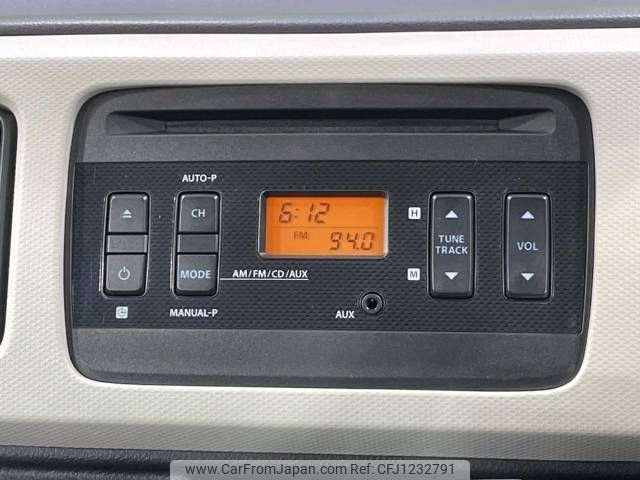 AUTO-P
CH
MODE
MANUAL-P
AM/FM/CD/AUX
6:12
FM
94.0
AUX
H
M
TUNE
TRACK
VOL
www.CarFromJapan.com - Ref:CFJ1232791